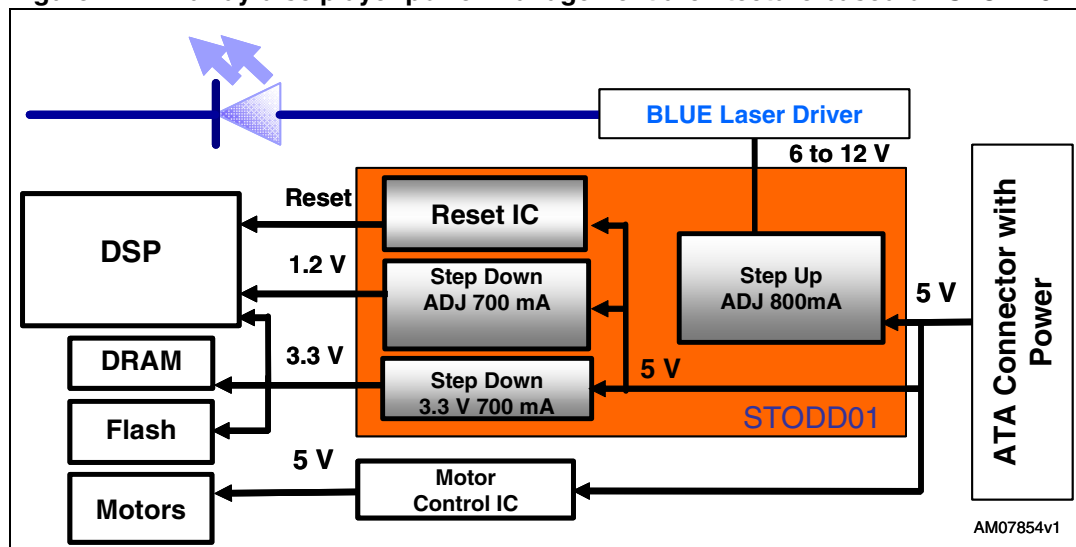 BLUE Laser Driver
6 to 12 V
Reset
Reset IC
DSP
1.2 V
Step Down
ADJ 700 mA
Step Up
ADJ 800mA
5 V
ATA Connector with
Power
DRAM
3.3 V
Step Down
3.3 V 700 mA
5 V
STODD01
Flash
5 V
Motor
Control IC
Motors
AM07854v1